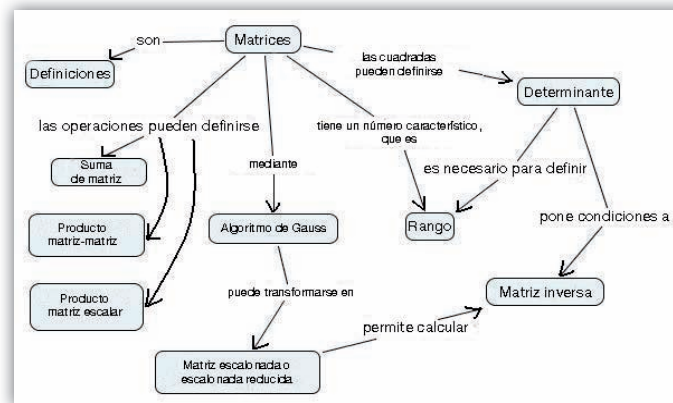 Matrices
son
Definiciones
las cuadradas
pueden definirse
Determinante
las operaciones pueden definirse
tiene un número característico,
que es
Suma
de matriz
mediante
es necesario para definir
Producto
matriz-matriz
Algoritmo de Gauss
Rango
pone condiciones a
Producto
matriz escalar
puede transformarse en
Matriz inversa
permite calcular
Matriz escalonada o
escalonada reducida